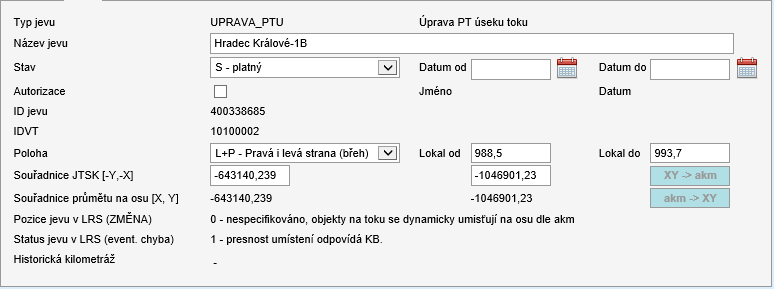 Typ jevu UPRAVA_PTU Úprava PT úseku toku
Název jevu Hradec Králové-1B
Stav S - platný Datum od Datum do
Autorizace Jméno Datum
ID jevu 400338685
IDVT 10100002
Poloha L+P - Pravá i levá strana (břeh) Lokal od 988,5 Lokal do 993,7
Souřadnice JTSK [-Y,-X] -643140,239 -1046901,23 XY -> akm
Souřadnice průmětu na osu [X, Y] -643140,239 -1046901,23 akm -> XY
Pozice jevu v LRS (ZMĚNA) 0 - nespecifikováno, objekty na toku se dynamicky umisťují na osu dle akm
Status jevu v LRS (event. chyba) 1 - presnost umístení odpovídá KB.
Historická kilometráž -